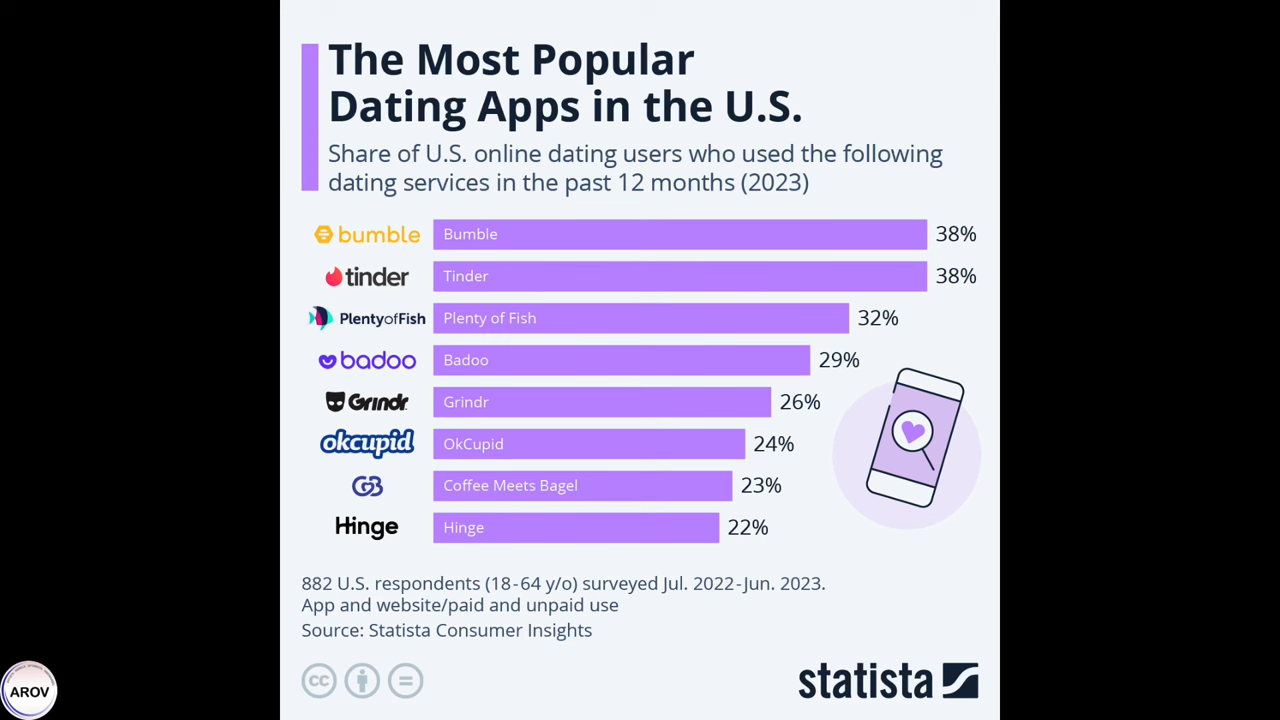 The Most Popular
Dating Apps in the U.S.
Share of U.S. online dating users who used the following
dating services in the past 12 months (2023)
bumble Bumble 38%
tinder Tinder 38%
PlentyofFish Plenty of Fish 32%
badoo Badoo 29%
Grindr Grindr 26%
okcupid OkCupid 24%
CB Coffee Meets Bagel 23%
Hinge Hinge 22%
882 U.S. respondents (18-64 y/o) surveyed Jul. 2022-Jun. 2023.
App and website/paid and unpaid use
Source: Statista Consumer Insights
cc
statista
AROV